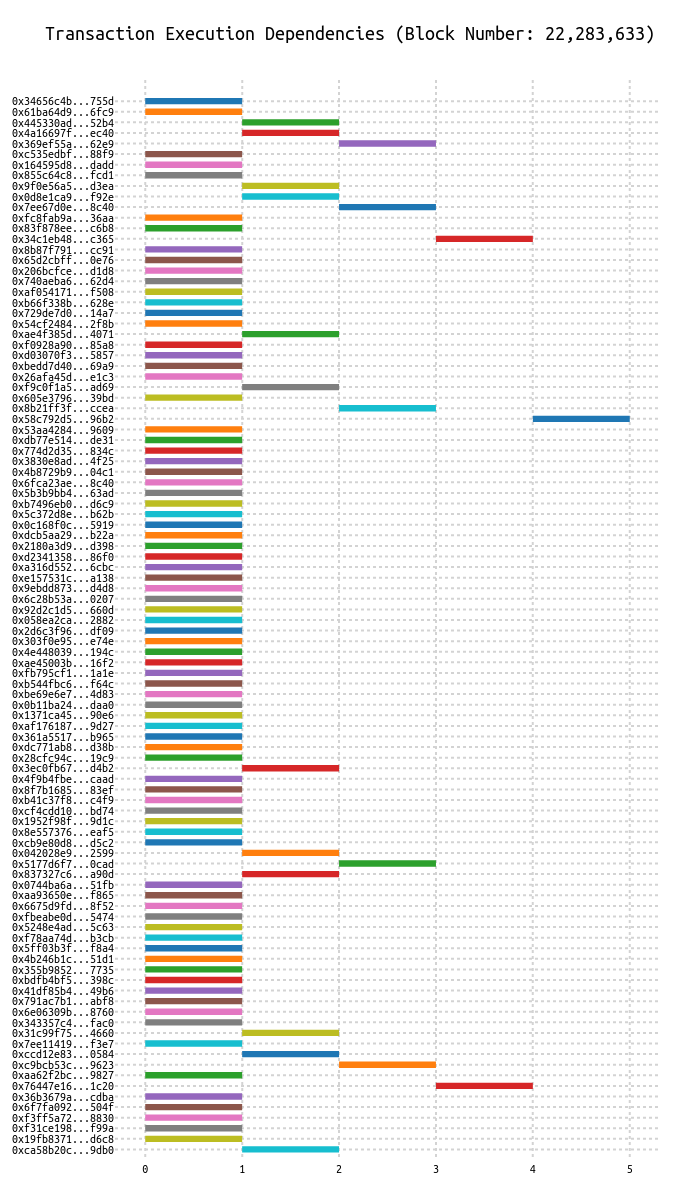 Transaction Execution Dependencies (Block Number: 22,283,633)
0x34656c4b...755d
0x61ba64d9...6fc9
0x445330ad...52b4
0x4a16697f...ec40
0x369ef55a...62e9
0xc535edbf...88f9
0x164595d8...dadd
0x855c64c8...fcd1
0x9f0e56a5...d3ea
0x0d8e1ca9...f92e
0x7ee67d0e...8c40
0xfc8fab9a...36aa
0x83f878ee...c6b8
0x34c1eb48...c365
0x8b87f791...cc91
0x65d2cbff...0e76
0x206bcfce...d1d8
0x740aeba6...62d4
0xaf054171...f508
0xb66f338b...628e
0x729de7d0...14a7
0x54cf2484...2f8b
0xae4f385d...4071
0xf0928a90...85a8
0xd03070f3...5857
0xbedd7d40...69a9
0x26afa45d...e1c3
0xf9c0f1a5...ad69
0x605e3796...39bd
0x8b21ff3f...ccea
0x58c792d5...96b2
0x53aa4284...9609
0xdb77e514...de31
0x774d2d35...834c
0x3830e8ad...4f25
0x4b8729b9...04c1
0x6fca23ae...8c40
0x5b3b9bb4...63ad
0xb7496eb0...d6c9
0x5c372d8e...b62b
0x0c168f0c...5919
0xdcb5aa29...b22a
0x2180a3d9...d398
0xd2341358...86f0
0xa316d552...6cbc
0xe157531c...a138
0x9ebdd873...d4d8
0x6c28b53a...0207
0x92d2c1d5...660d
0x058ea2ca...2882
0x2d6c3f96...df09
0x303f0e95...e74e
0x4e448039...194c
0xae45003b...16f2
0xfb795cf1...1a1e
0xb544fbc6...f64c
0xbe69e6e7...4d83
0x0b11ba24...daa0
0x1371ca45...90e6
0xaf176187...9d27
0x361a5517...b965
0xdc771ab8...d38b
0x28cfc94c...19c9
0x3ec0fb67...d4b2
0x4f9b4fbe...caad
0x8f7b1685...83ef
0xb41c37f8...c4f9
0xcf4cdd10...bd74
0x1952f98f...9d1c
0x8e557376...eaf5
0xcb9e80d8...d5c2
0x042028e9...2599
0x5177d6f7...0cad
0x837327c6...a90d
0x0744ba6a...51fb
0xaa93650e...f865
0x6675d9fd...8f52
0xfbeabe0d...5474
0x5248e4ad...5c63
0xf78aa74d...b3cb
0x5ff03b3f...f8a4
0x4b246b1c...51d1
0x355b9852...7735
0xbdfb4bf5...398c
0x41df85b4...49b6
0x791ac7b1...abf8
0x6e06309b...8760
0x343357c4...fac0
0x31c99f75...4660
0x7ee11419...f3e7
0xccd12e83...0584
0xc9bcb53c...9623
0xaa62f2bc...9827
0x76447e16...1c20
0x36b3679a...cdba
0x6f7fa092...504f
0xf3ff5a72...8830
0xf31ce198...f99a
0x19fb8371...d6c8
0xca58b20c...9db0
0 1 2 3 4 5